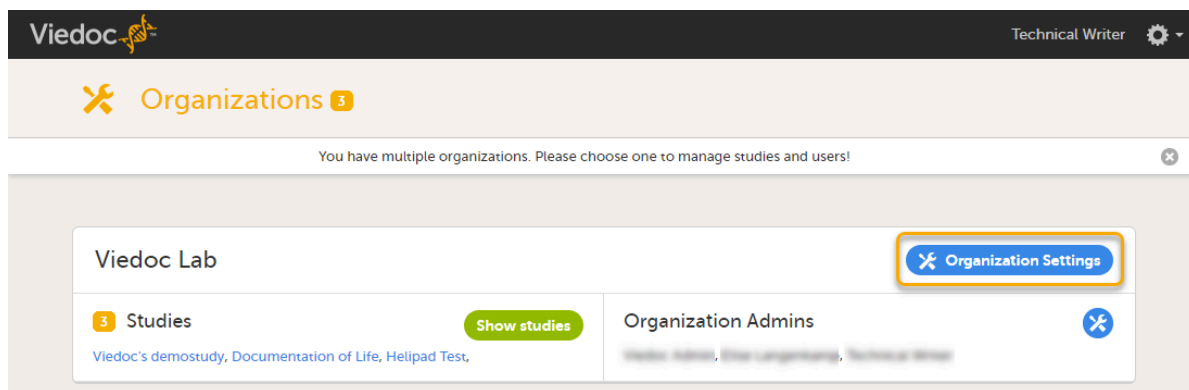 Viedoc™
Technical Writer
Organizations 3
You have multiple organizations. Please choose one to manage studies and users!
Viedoc Lab
Organization Settings
3 Studies
Show studies
Viedoc's demostudy, Documentation of Life, Helipad Test,
Organization Admins